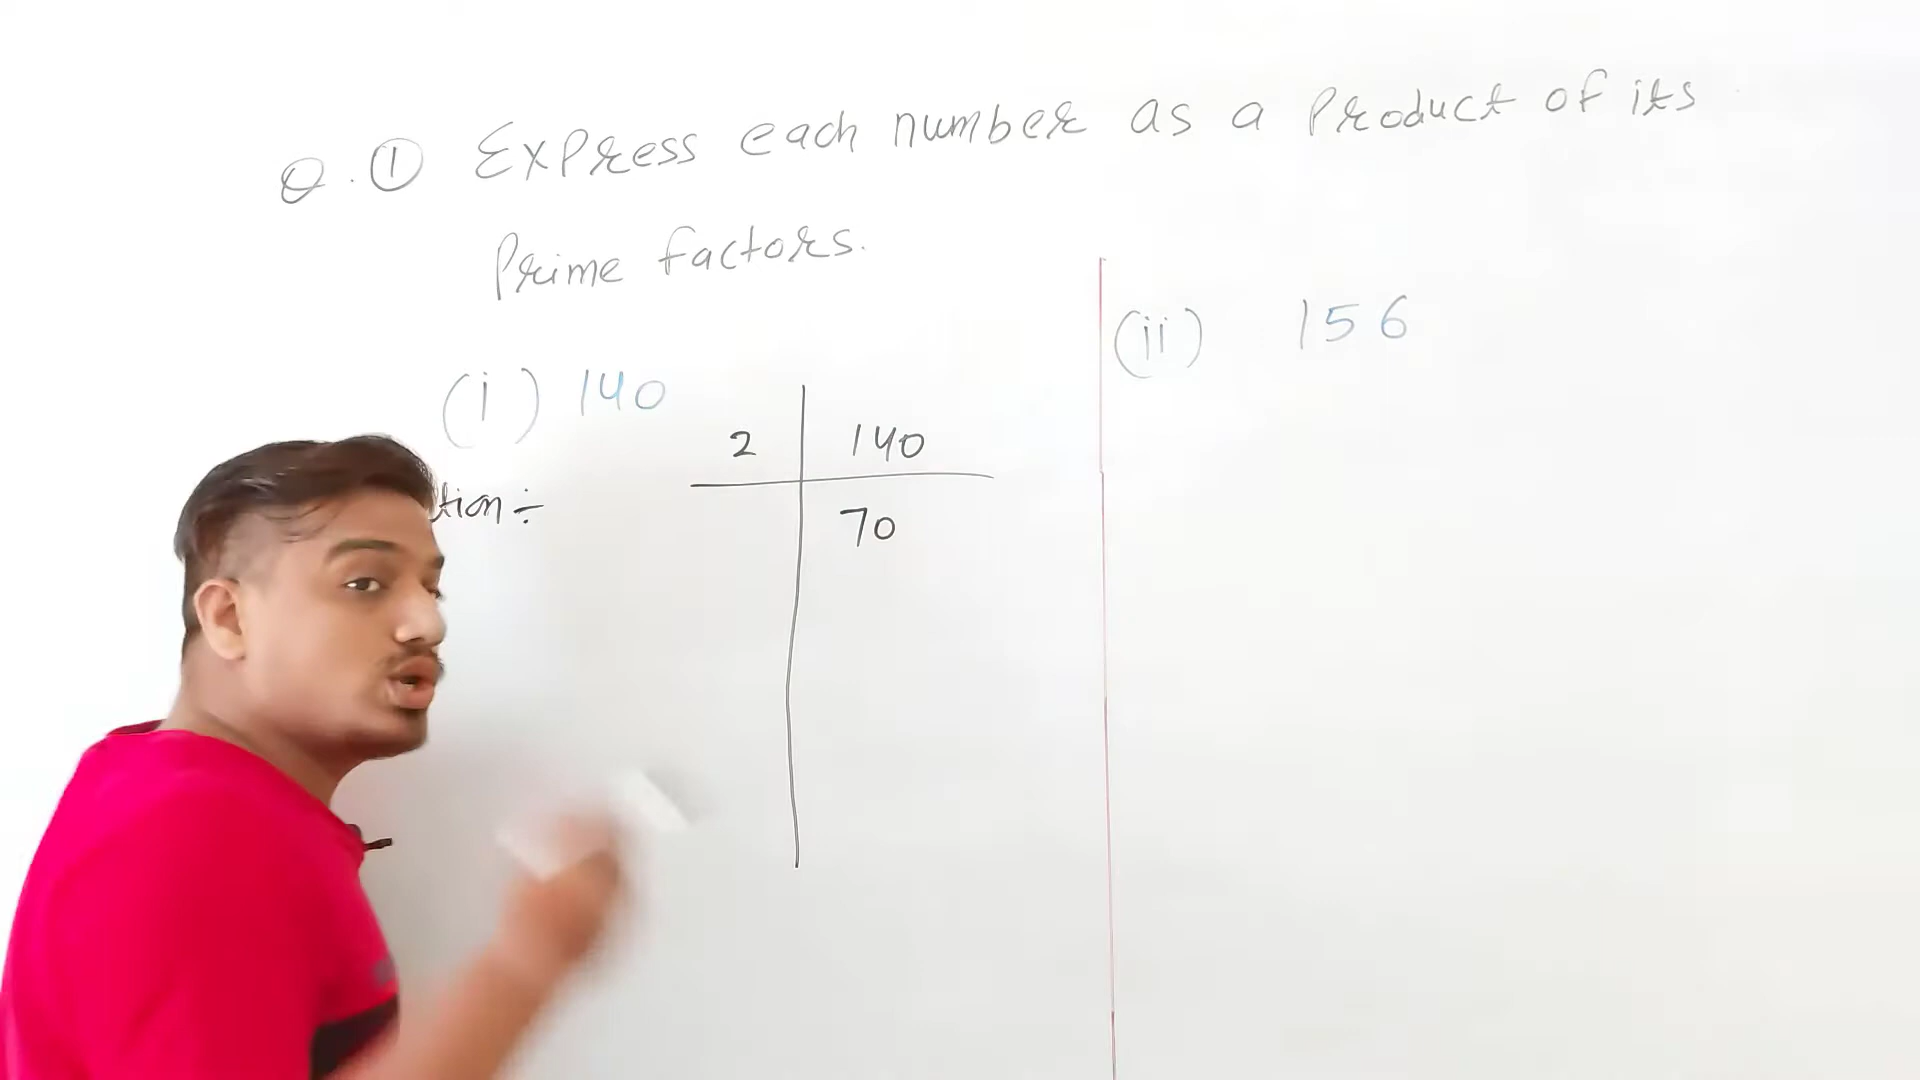 Q. ① Express each number as a Product of its
Prime factors.
(i) 140
2 140
tion ÷
70
(ii) 156